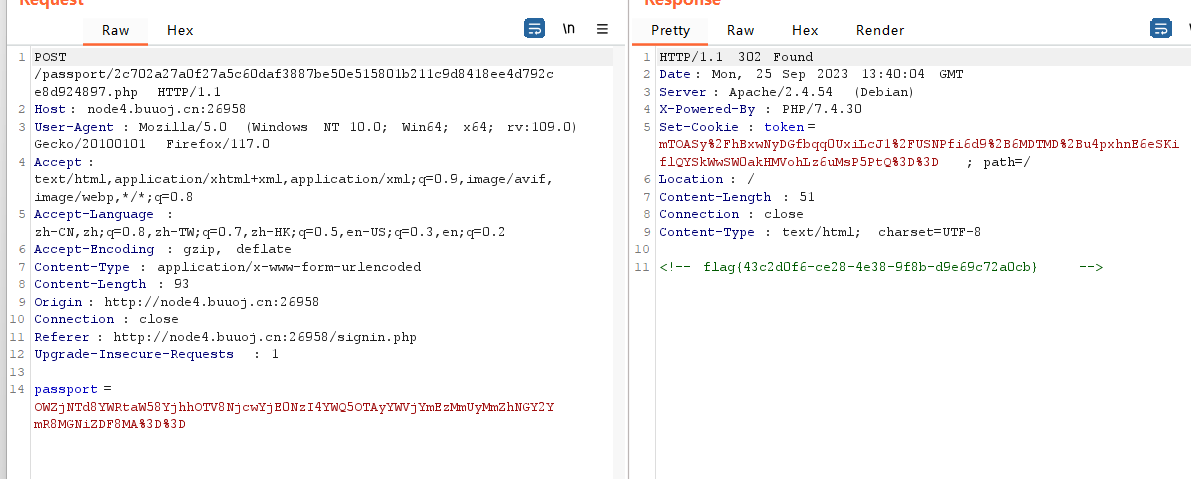 Request
Raw Hex \n
1 POST
/passport/2c702a27a0f27a5c60daf3887be50e515801b211c9d8418ee4d792c
e8d924897.php HTTP/1.1
2 Host: node4.buuoj.cn:26958
3 User-Agent : Mozilla/5.0 (Windows NT 10.0; Win64; x64; rv:109.0)
Gecko/20100101 Firefox/117.0
4 Accept :
text/html,application/xhtml+xml,application/xml;q=0.9,image/avif,
image/webp,*/*;q=0.8
5 Accept-Language :
zh-CN,zh;q=0.8,zh-TW;q=0.7,zh-HK;q=0.5,en-US;q=0.3,en;q=0.2
6 Accept-Encoding : gzip, deflate
7 Content-Type : application/x-www-form-urlencoded
8 Content-Length : 93
9 Origin : http://node4.buuoj.cn:26958
10 Connection : close
11 Referer : http://node4.buuoj.cn:26958/signin.php
12 Upgrade-Insecure-Requests : 1
13
14 passport =
OWZjNTd8YWRtaW58YjhhOTV8NjcwYjE0NzI4YWQ5OTAyYWVjYmEzMmUyMmZhNGY2Y
mR8MGNiZDF8MA%3D%3D
Response
Pretty Raw Hex Render
1 HTTP/1.1 302 Found
2 Date: Mon, 25 Sep 2023 13:40:04 GMT
3 Server: Apache/2.4.54 (Debian)
4 X-Powered-By : PHP/7.4.30
5 Set-Cookie : token=
mTOASy%2FhBxwNyDGfbqq0UxiLcJ1%2FUSNPfi6d9%2B6MDTMD%2Bu4pxhnE6eSKi
flQYSkWwSW0akHMVohLz6uMsP5PtQ%3D%3D ; path=/
6 Location : /
7 Content-Length : 51
8 Connection : close
9 Content-Type : text/html; charset=UTF-8
10
11 <!-- flag{43c2d0f6-ce28-4e38-9f8b-d9e69c72a0cb} -->